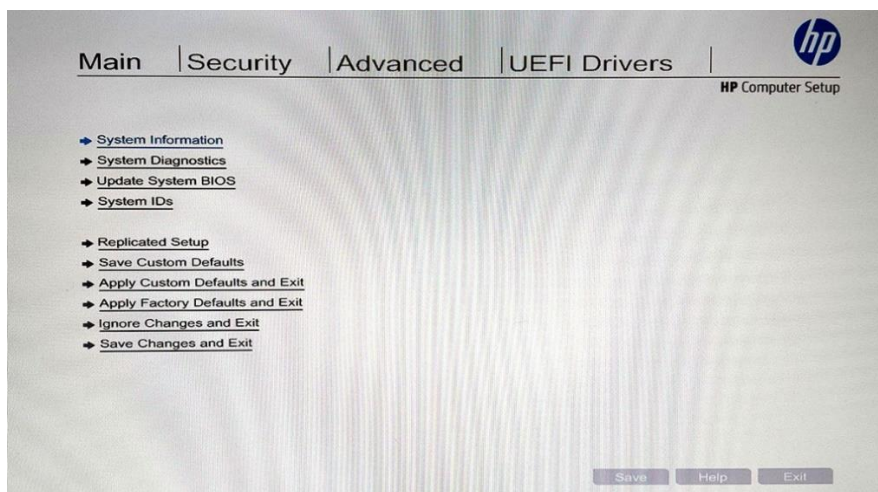 hp
Main Security Advanced UEFI Drivers
HP Computer Setup
System Information
System Diagnostics
Update System BIOS
System IDs
Replicated Setup
Save Custom Defaults
Apply Custom Defaults and Exit
Apply Factory Defaults and Exit
Ignore Changes and Exit
Save Changes and Exit
Save Help Exit